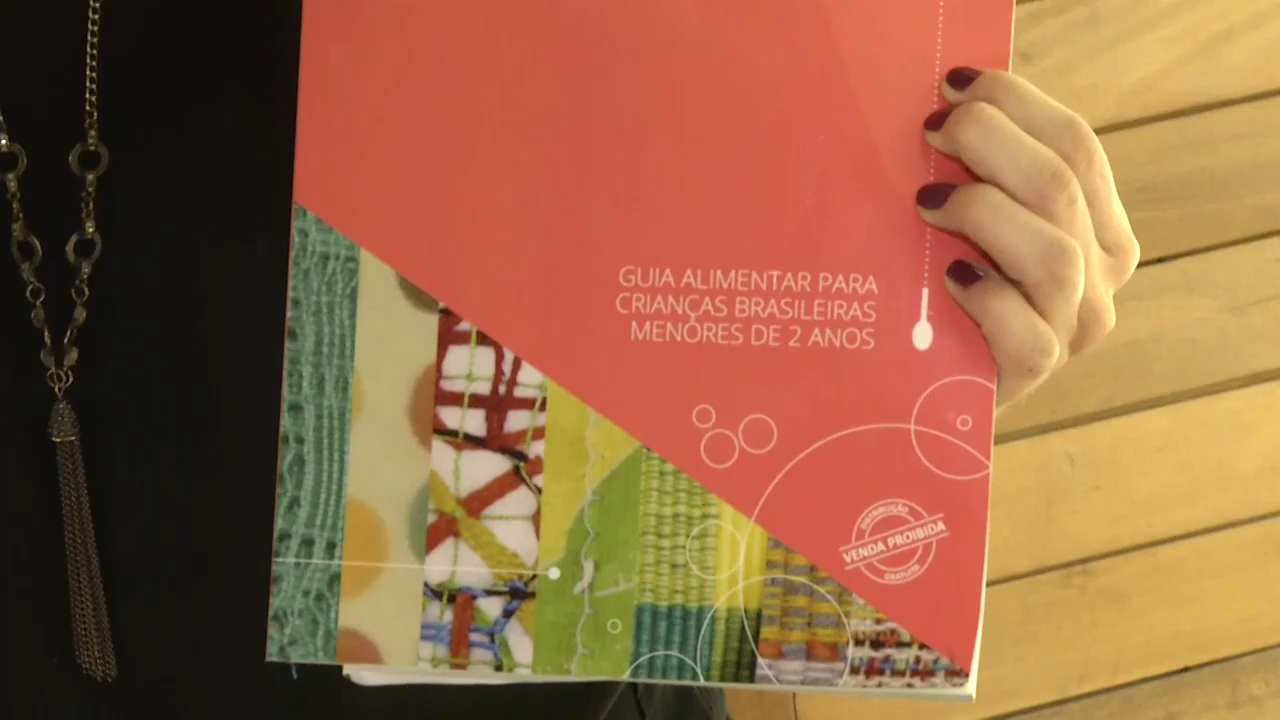 GUIA ALIMENTAR PARA
CRIANÇAS BRASILEIRAS
MENORES DE 2 ANOS
DISTRIBUIÇÃO
VENDA PROIBIDA
GRATUITA